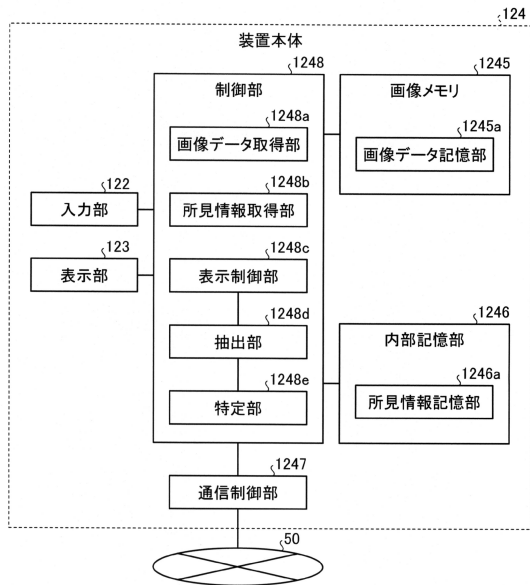 124
装置本体
1248
制御部
1248a
画像データ取得部
1248b
所見情報取得部
1248c
表示制御部
1248d
抽出部
1248e
特定部
122
入力部
123
表示部
1245
画像メモリ
1245a
画像データ記憶部
1246
内部記憶部
1246a
所見情報記憶部
1247
通信制御部
50